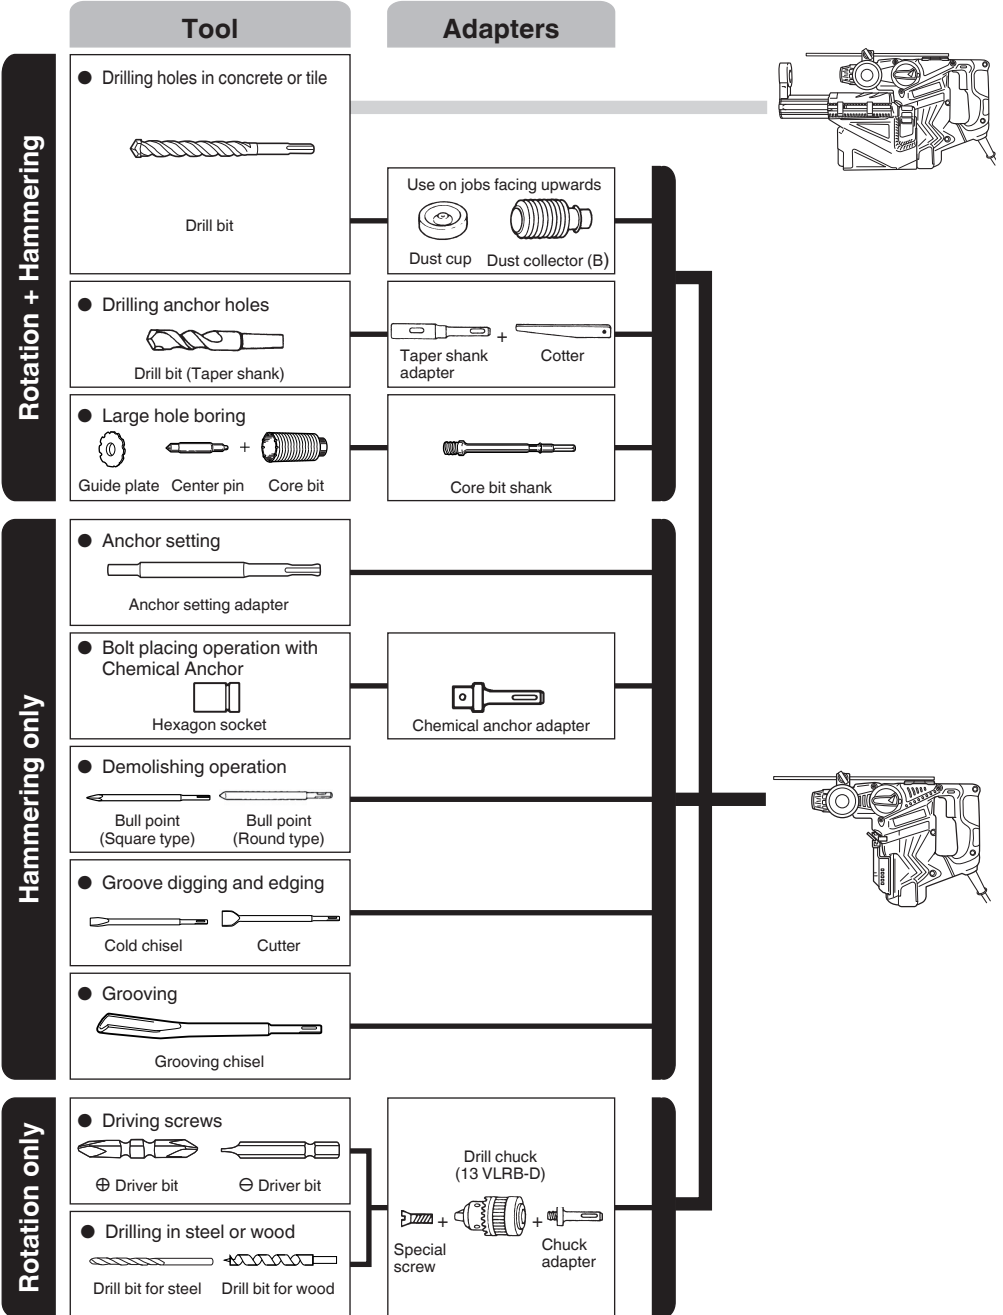 Tool
Adapters
Rotation + Hammering
● Drilling holes in concrete or tile
Drill bit
Use on jobs facing upwards
Dust cup
Dust collector (B)
● Drilling anchor holes
Drill bit (Taper shank)
+
Taper shank
adapter
Cotter
● Large hole boring
+
Guide plate
Center pin
Core bit
Core bit shank
Hammering only
● Anchor setting
Anchor setting adapter
● Bolt placing operation with
Chemical Anchor
Hexagon socket
Chemical anchor adapter
● Demolishing operation
Bull point
(Square type)
Bull point
(Round type)
● Groove digging and edging
Cold chisel
Cutter
● Grooving
Grooving chisel
Rotation only
● Driving screws
⊕ Driver bit
⊖ Driver bit
● Drilling in steel or wood
Drill bit for steel
Drill bit for wood
Drill chuck
(13 VLRB-D)
+ +
Special
screw
Chuck
adapter